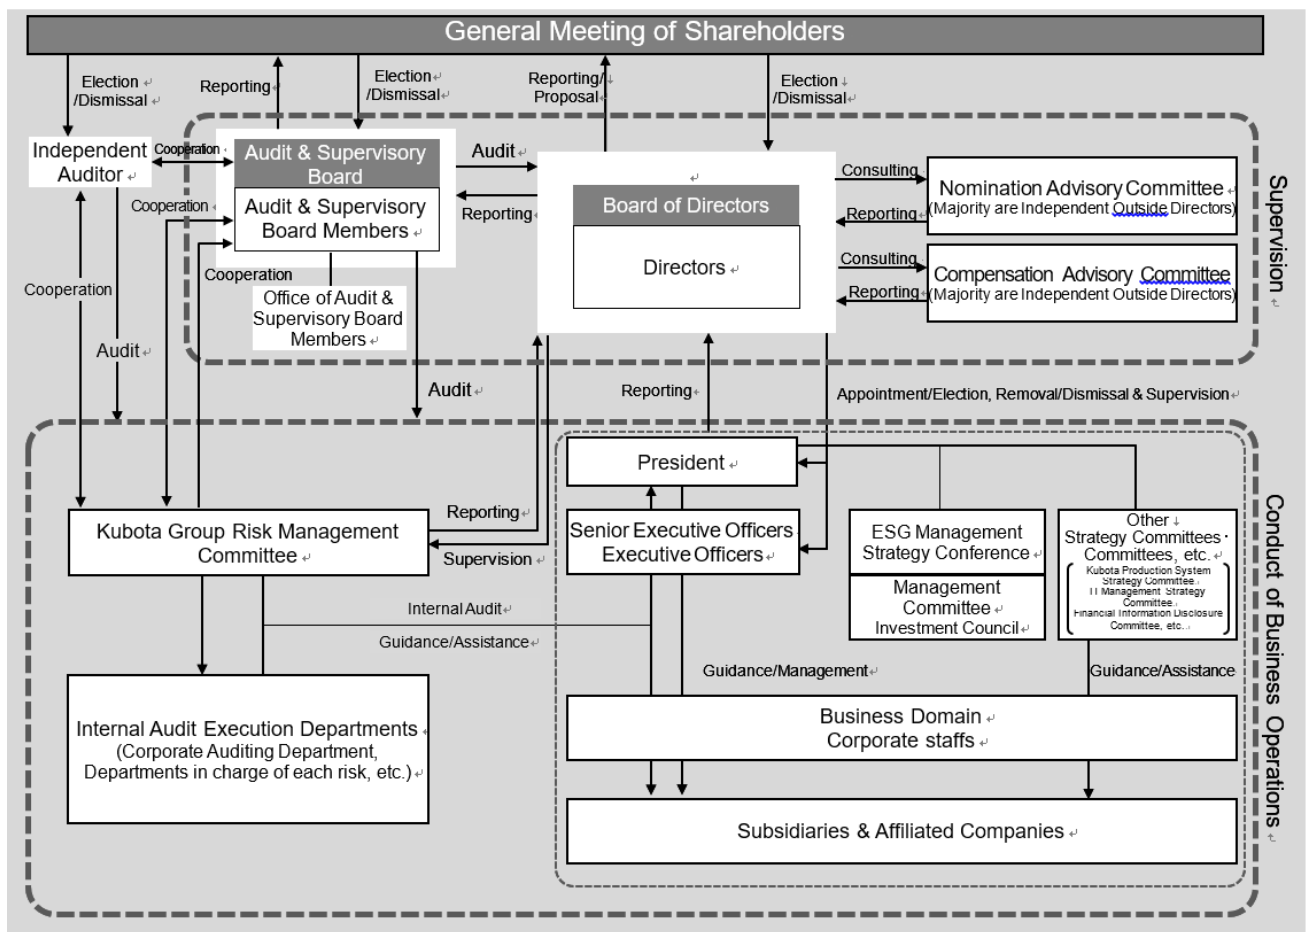 General Meeting of Shareholders
Election
/Dismissal
Reporting
Election
/Dismissal
Reporting/
Proposal
Election
/Dismissal
Independent
Auditor
Cooperation
Audit & Supervisory
Board
Audit & Supervisory
Board Members
Audit
Reporting
Board of Directors
Directors
Consulting
Reporting
Nomination Advisory Committee
(Majority are Independent Outside Directors)
Consulting
Reporting
Compensation Advisory Committee
(Majority are Independent Outside Directors)
Supervision
Cooperation
Cooperation
Cooperation
Office of Audit &
Supervisory Board
Members
Audit
Audit
Reporting
Appointment/Election, Removal/Dismissal & Supervision
President
Kubota Group Risk Management
Committee
Reporting
Supervision
Senior Executive Officers
Executive Officers
ESG Management
Strategy Conference
Management
Committee
Investment Council
Other
Strategy Committees・
Committees, etc.
Kubota Production System
Strategy Committee
IT Management Strategy
Committee
Financial Information Disclosure
Committee, etc.
Conduct of Business Operations
Internal Audit
Guidance/Assistance
Guidance/Management
Guidance/Assistance
Internal Audit Execution Departments
(Corporate Auditing Department,
Departments in charge of each risk, etc.)
Business Domain
Corporate staffs
Subsidiaries & Affiliated Companies